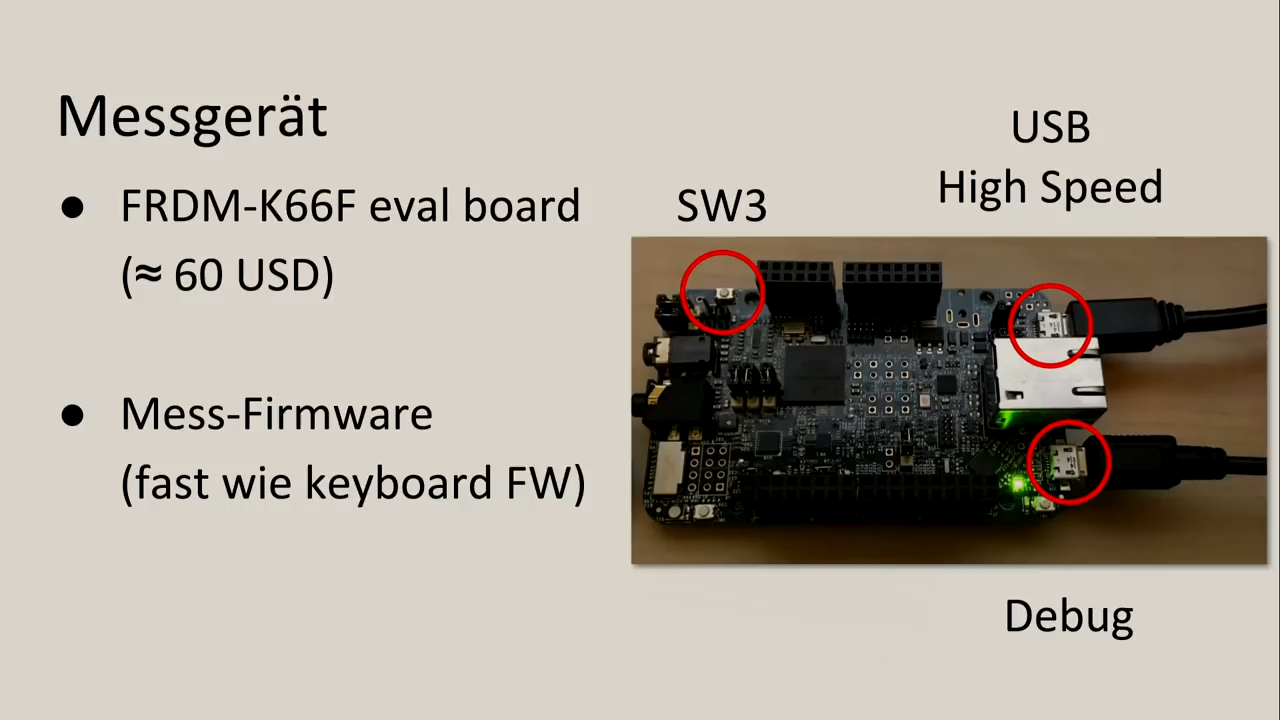 Messgerät
● FRDM-K66F eval board
(≈ 60 USD)
● Mess-Firmware
(fast wie keyboard FW)
SW3
USB
High Speed
Debug